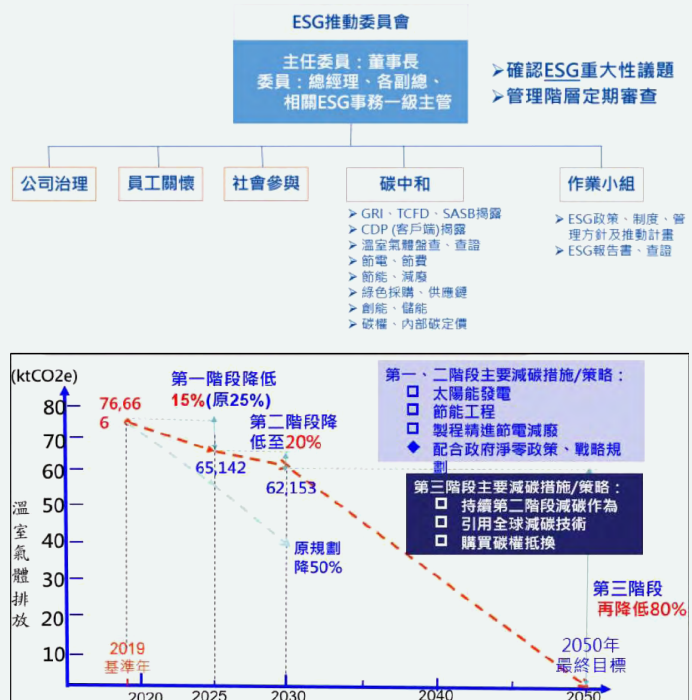 ESG推動委員會
主任委員：董事長
委員：總經理、各副總、
相關ESG事務一級主管
➢確認ESG重大性議題
➢管理階層定期審查
公司治理
員工關懷
社會參與
碳中和
作業小組
➢GRI、TCFD、SASB揭露
➢CDP (客戶端)揭露
➢溫室氣體盤查、查證
➢節電、節費
➢節能、減廢
➢綠色採購、供應鏈
➢創能、儲能
➢碳權、內部碳定價
➢ESG政策、制度、管
理方針及推動計畫
➢ESG報告書、查證
(ktCO2e)
溫室氣體排放
80
70
60
50
40
30
20
10
76,66
6
第一階段降低
15%(原25%)
65,142
第二階段降
低至20%
62,153
原規劃
降50%
第一、二階段主要減碳措施/策略：
太陽能發電
節能工程
製程精進節電減廢
◆ 配合政府淨零政策、戰略規
劃
第三階段主要減碳措施/策略：
持續第二階段減碳作為
引用全球減碳技術
購買碳權抵換
第三階段
再降低80%
2019
基準年
2050年
最終目標
2020
2025
2030
2040
2050